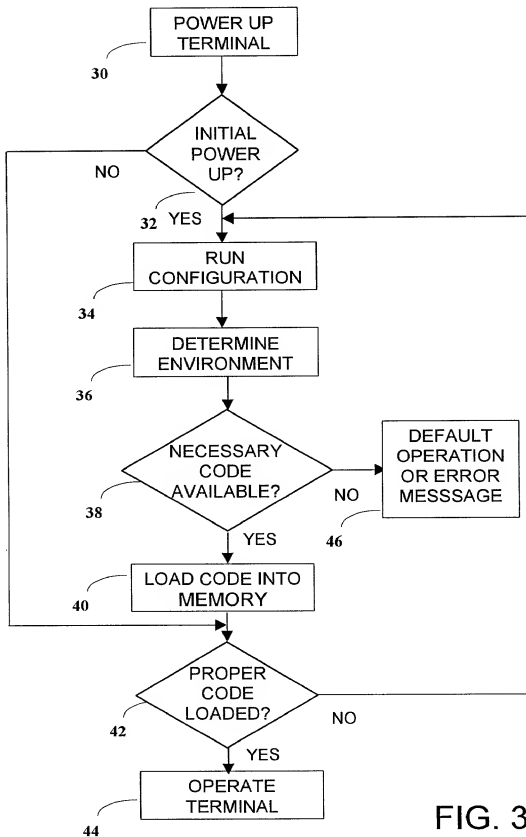 POWER UP
TERMINAL
30
INITIAL
POWER
UP?
NO
32
YES
RUN
CONFIGURATION
34
DETERMINE
ENVIRONMENT
36
NECESSARY
CODE
AVAILABLE?
38
NO
DEFAULT
OPERATION
OR ERROR
MESSSAGE
46
YES
LOAD CODE INTO
MEMORY
40
PROPER
CODE
LOADED?
42
NO
YES
OPERATE
TERMINAL
44
FIG. 3